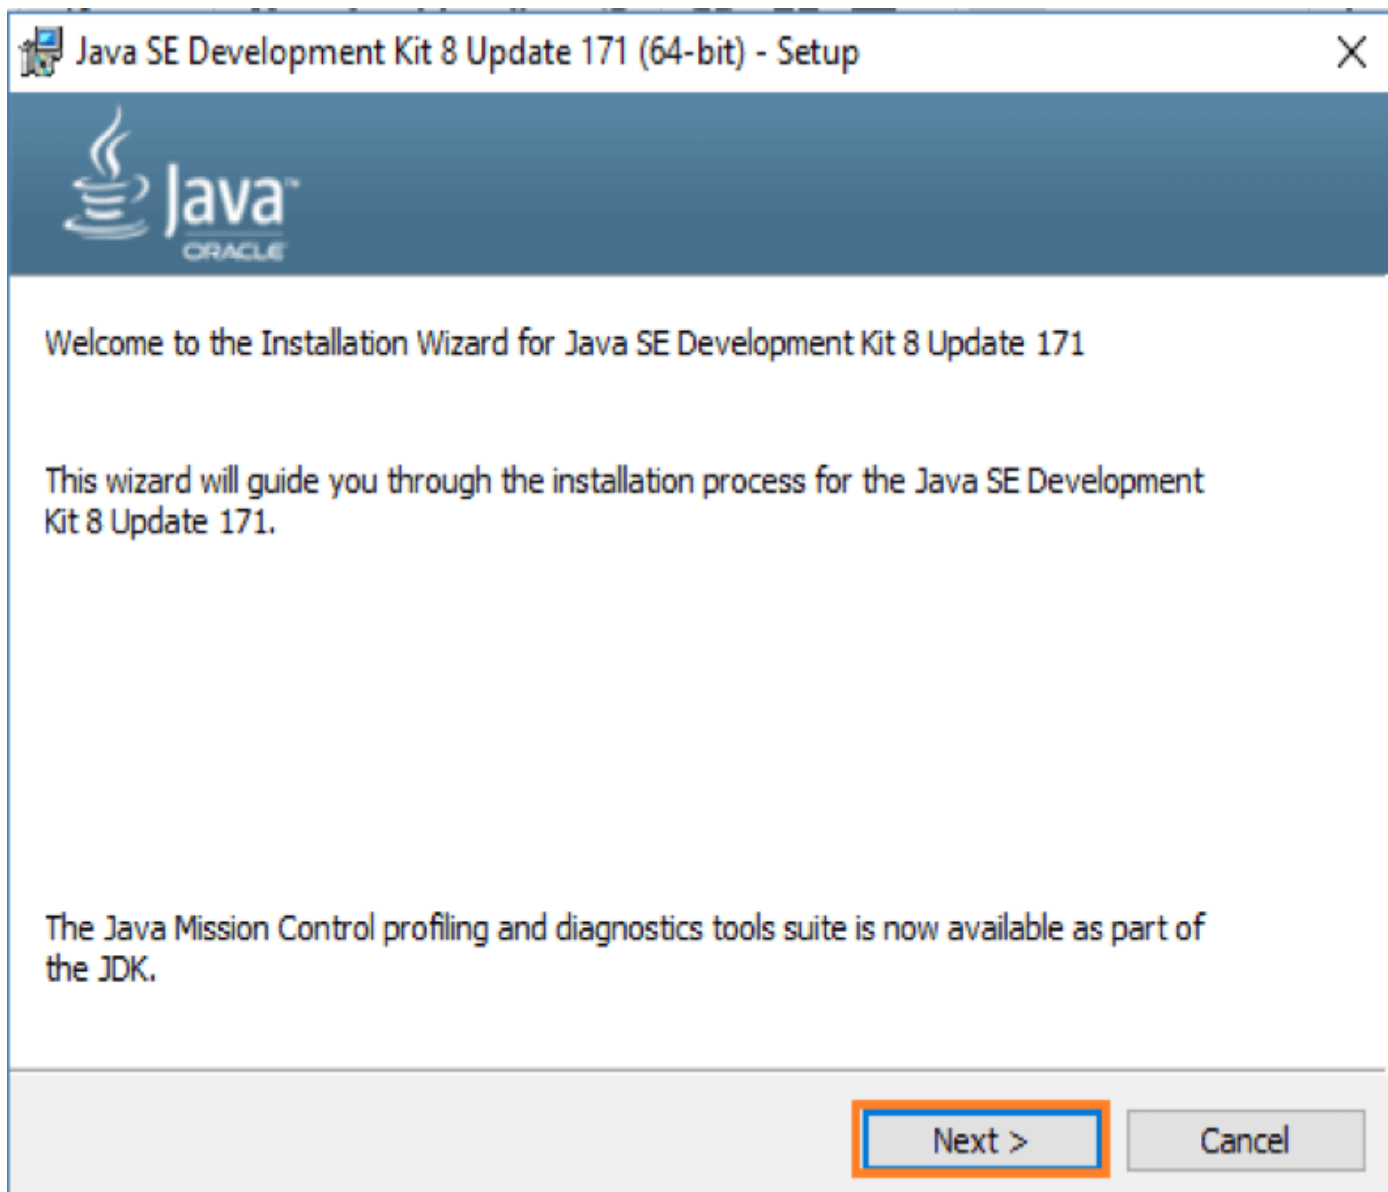 Java SE Development Kit 8 Update 171 (64-bit) - Setup
Java™
ORACLE
Welcome to the Installation Wizard for Java SE Development Kit 8 Update 171
This wizard will guide you through the installation process for the Java SE Development
Kit 8 Update 171.
The Java Mission Control profiling and diagnostics tools suite is now available as part of
the JDK.
Next >
Cancel